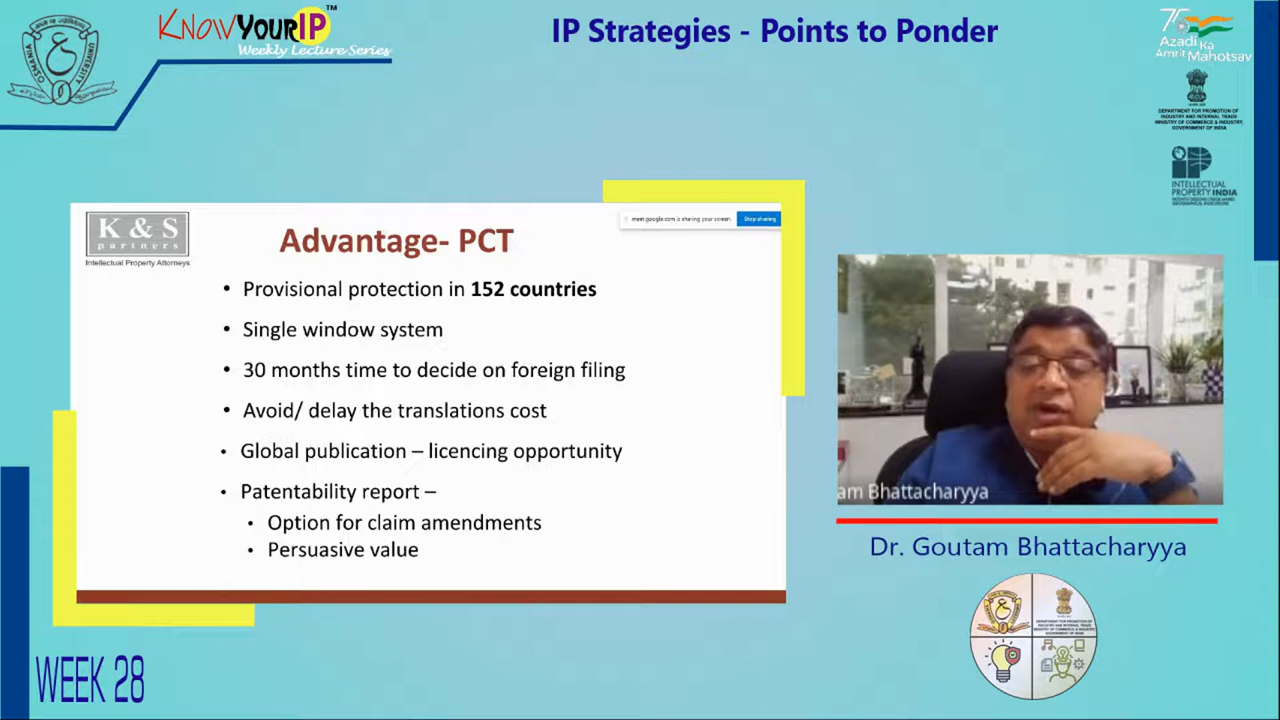 KNOW YOUR IP™
Weekly Lecture Series
IP Strategies - Points to Ponder
75
Azadi Ka
Amrit Mahotsav
DEPARTMENT FOR PROMOTION OF
INDUSTRY AND INTERNAL TRADE
MINISTRY OF COMMERCE & INDUSTRY,
GOVERNMENT OF INDIA
INTELLECTUAL
PROPERTY INDIA
K & S
partners
Intellectual Property Attorneys
meet.google.com is sharing your screen.
Stop sharing
Advantage- PCT
• Provisional protection in 152 countries
• Single window system
• 30 months time to decide on foreign filing
• Avoid/ delay the translations cost
• Global publication – licencing opportunity
• Patentability report –
• Option for claim amendments
• Persuasive value
am Bhattacharyya
Dr. Goutam Bhattacharyya
WEEK 28